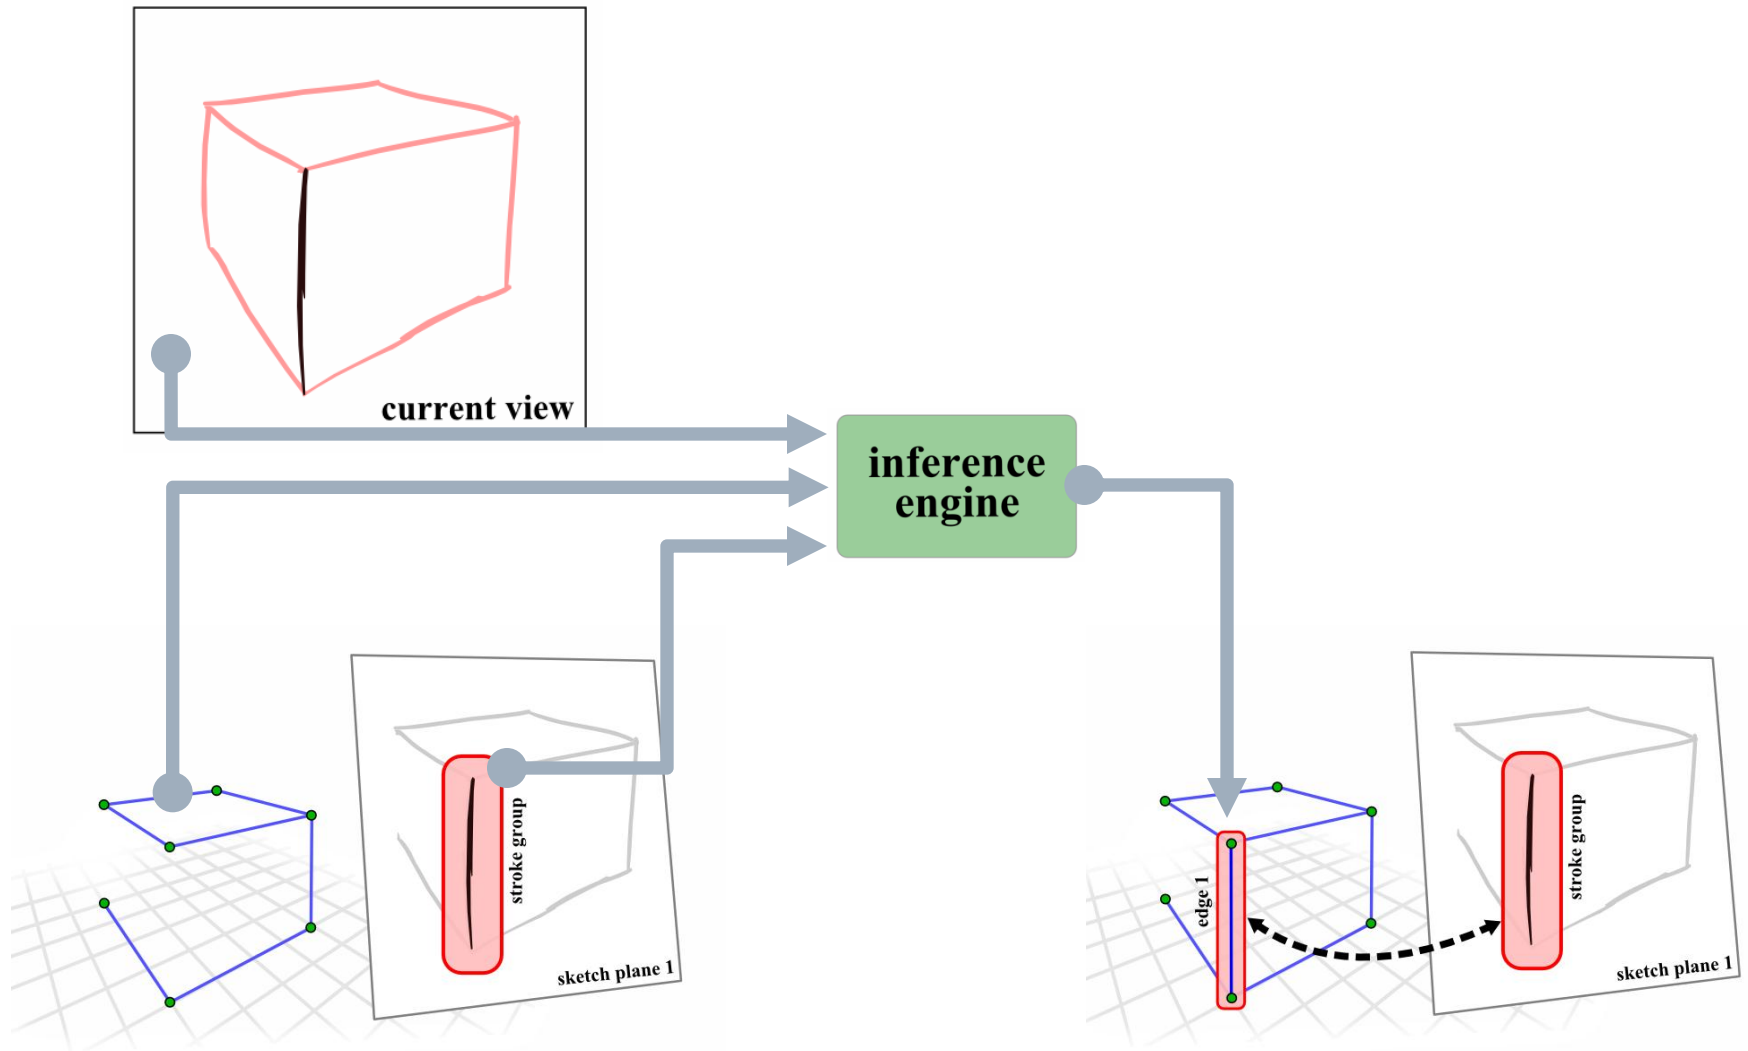 current view
inference
engine
stroke group
sketch plane 1
edge 1
stroke group
sketch plane 1